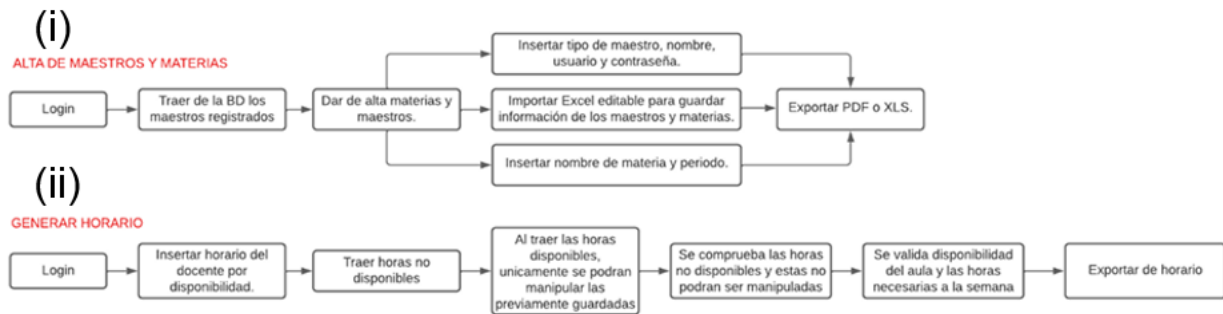 (i)
ALTA DE MAESTROS Y MATERIAS
Login
Traer de la BD los
maestros registrados
Dar de alta materias y
maestros.
Insertar tipo de maestro, nombre,
usuario y contraseña.
Importar Excel editable para guardar
información de los maestros y materias.
Insertar nombre de materia y periodo.
Exportar PDF o XLS.
(ii)
GENERAR HORARIO
Login
Insertar horario del
docente por
disponibilidad.
Traer horas no
disponibles
Al traer las horas
disponibles,
unicamente se podran
manipular las
previamente guardadas
Se comprueba las horas
no disponibles y estas no
podran ser manipuladas
Se valida disponibilidad
del aula y las horas
necesarias a la semana
Exportar de horario